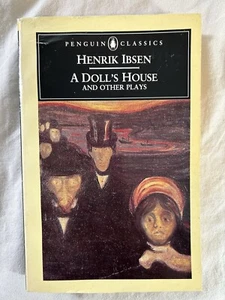 PENGUIN CLASSICS
HENRIK IBSEN
A DOLL'S HOUSE
AND OTHER PLAYS